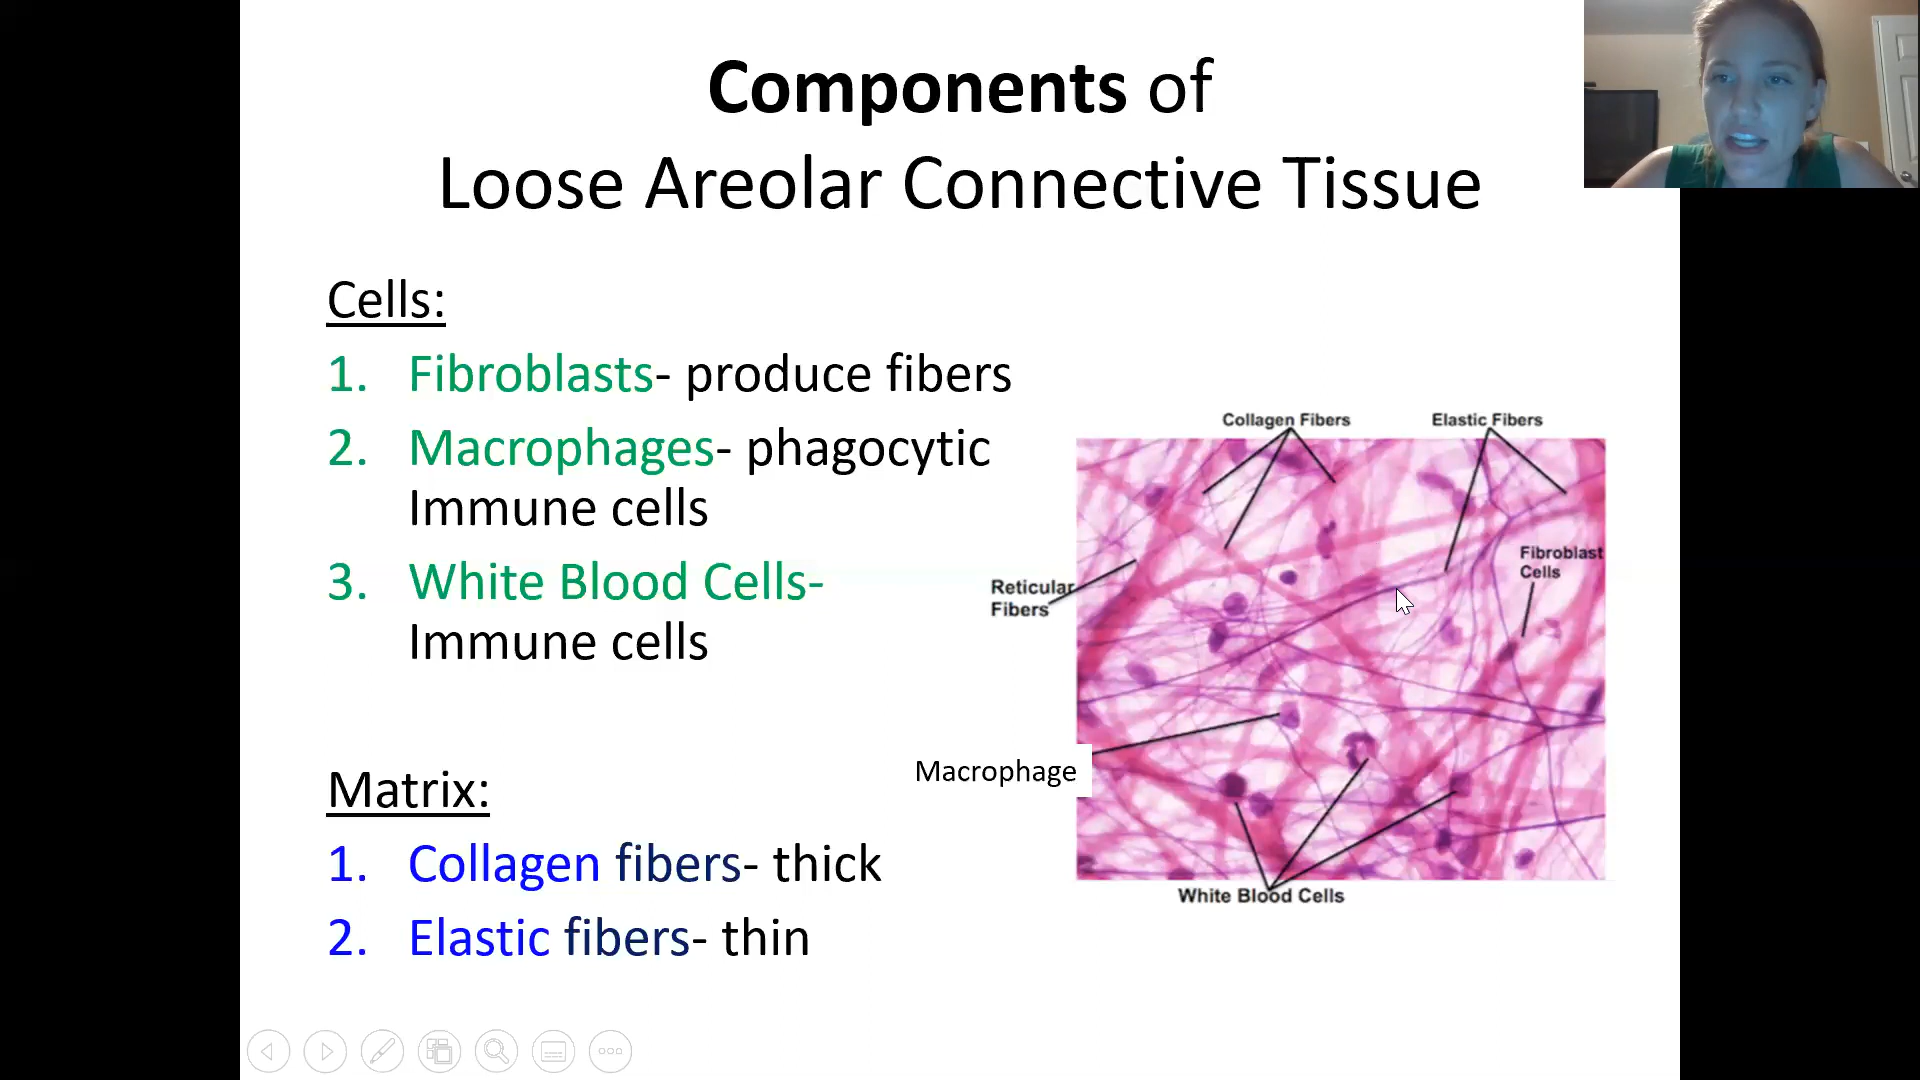 Components of
Loose Areolar Connective Tissue
Cells:
1. Fibroblasts- produce fibers
2. Macrophages- phagocytic
Immune cells
3. White Blood Cells-
Immune cells
Matrix:
1. Collagen fibers- thick
2. Elastic fibers- thin
Collagen Fibers
Elastic Fibers
Fibroblast
Cells
Reticular
Fibers
Macrophage
White Blood Cells